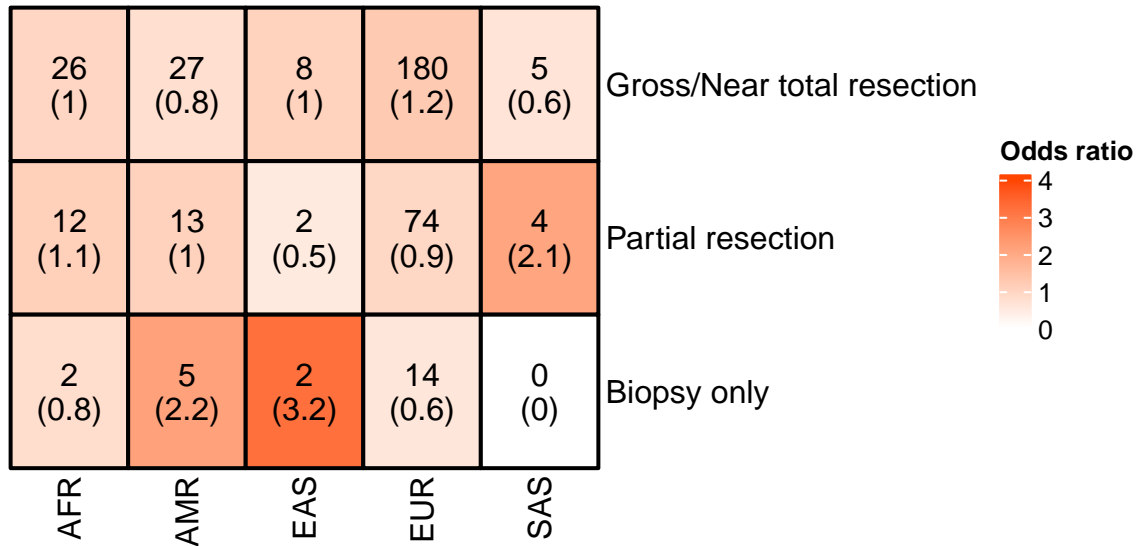 26 27 8 180 5
(1) (0.8) (1) (1.2) (0.6)
Gross/Near total resection
12 13 2 74 4
(1.1) (1) (0.5) (0.9) (2.1)
Partial resection
2 5 2 14 0
(0.8) (2.2) (3.2) (0.6) (0)
Biopsy only
AFR AMR EAS EUR SAS
Odds ratio
4
3
2
1
0